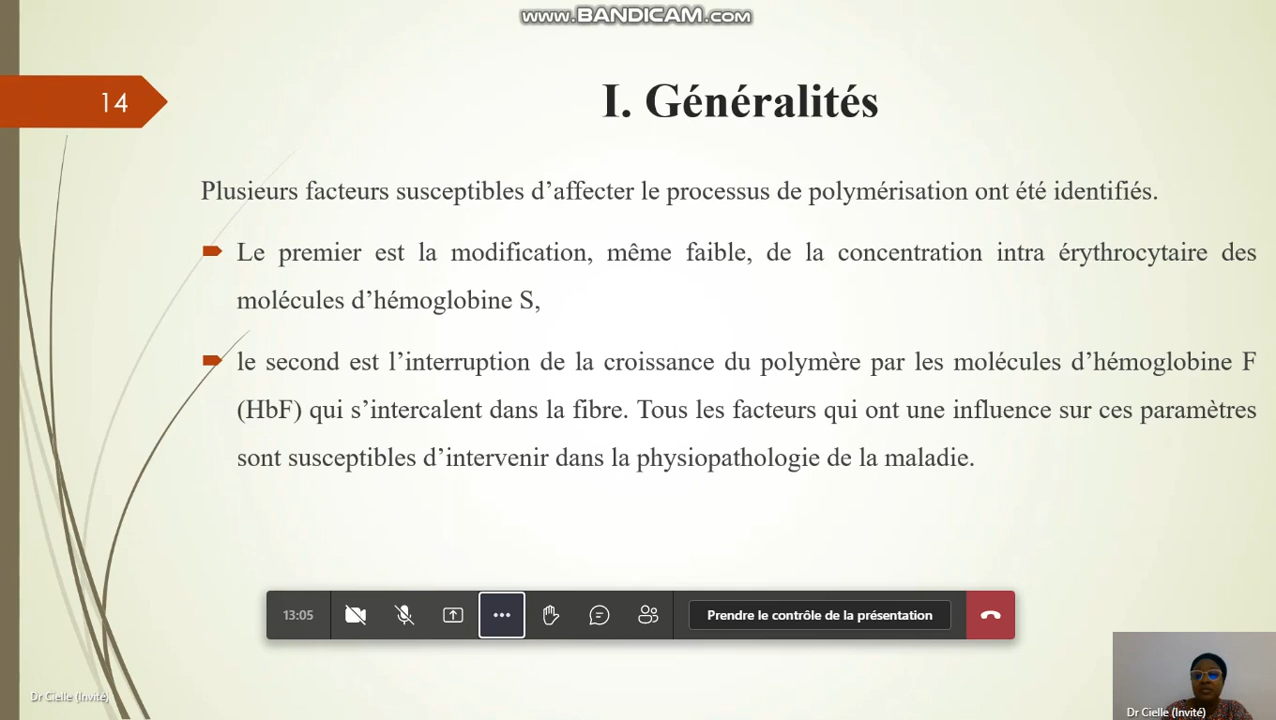 www.BANDICAM.com
14
I. Généralités
Plusieurs facteurs susceptibles d’affecter le processus de polymérisation ont été identifiés.
Le premier est la modification, même faible, de la concentration intra érythrocytaire des
molécules d’hémoglobine S,
le second est l’interruption de la croissance du polymère par les molécules d’hémoglobine F
(HbF) qui s’intercalent dans la fibre. Tous les facteurs qui ont une influence sur ces paramètres
sont susceptibles d’intervenir dans la physiopathologie de la maladie.
13:05
Prendre le contrôle de la présentation
Dr Cielle (Invité)
Dr Cielle (Invité)